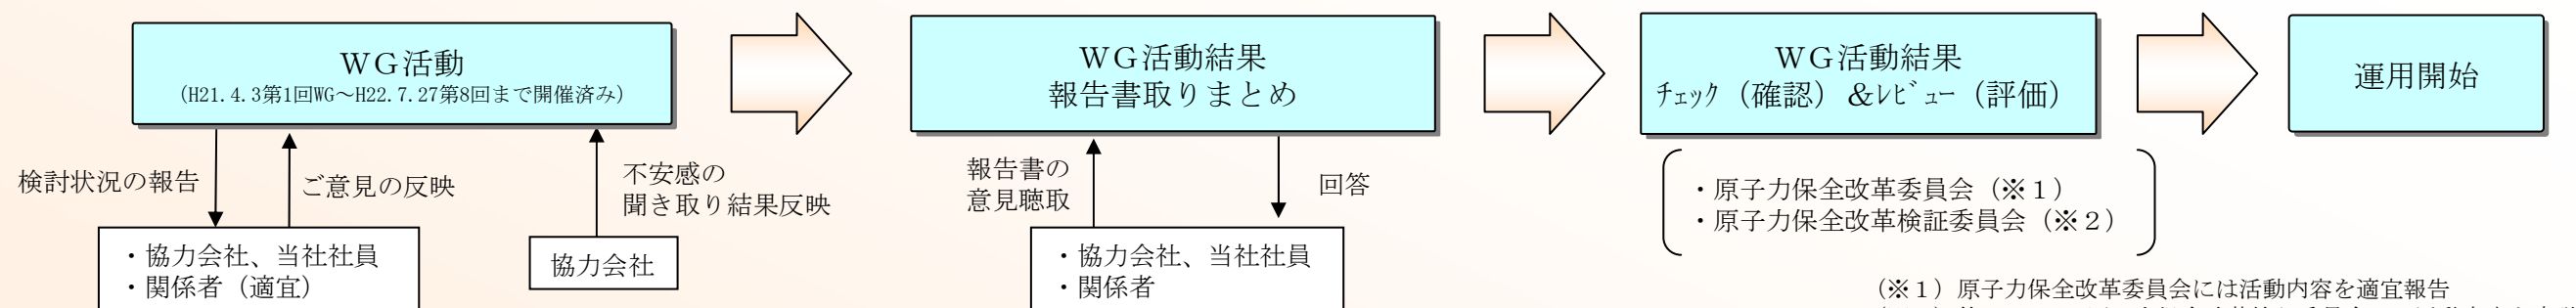 ＷＧ活動
（H21.4.3第1回WG～H22.7.27第8回まで開催済み）
検討状況の報告
ご意見の反映
不安感の
聞き取り結果反映
・協力会社、当社社員
・関係者（適宜）
協力会社
ＷＧ活動結果
報告書取りまとめ
報告書の
意見聴取
回答
・協力会社、当社社員
・関係者
ＷＧ活動結果
ﾁｪｯｸ（確認）＆ﾚﾋﾞｭｰ（評価）
・原子力保全改革委員会（※１）
・原子力保全改革検証委員会（※２）
運用開始
（※１）原子力保全改革委員会には活動内容を適宜報告